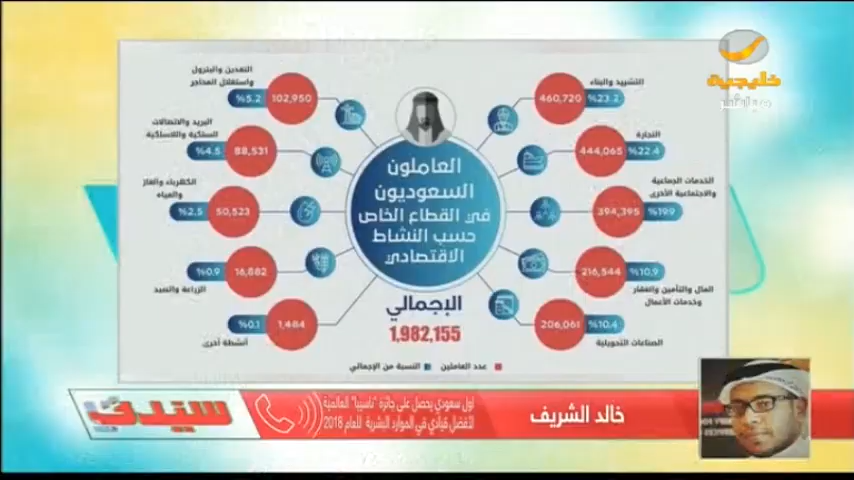 خليجية
مباشر
العاملون
السعوديون
في القطاع الخاص
حسب النشاط
الاقتصادي
الإجمالي
1,982,155
التشييد والبناء
460,720
%23.2
التجارة
444,065
%22.4
الخدمات الجماعية
والاجتماعية الأخرى
394,395
%19.9
216,544
%10.9
المال والتأمين والعقار
وخدمات الأعمال
206,061
%10.4
الصناعات التحويلية
التعدين والبترول
واستغلال المحاجر
102,950
%5.2
البريد والاتصالات
السلكية واللاسلكية
88,531
%4.5
الكهرباء والغاز
والمياه
50,523
%2.5
16,882
%0.9
الزراعة والصيد
1,484
%0.1
أنشطة أخرى
عدد العاملين
النسبة من الإجمالي
خالد الشريف
اول سعودي يحصل على جائزة "ناسيبا" العالمية
لأفضل قيادي في الموارد البشرية للعام 2018
سيدتي